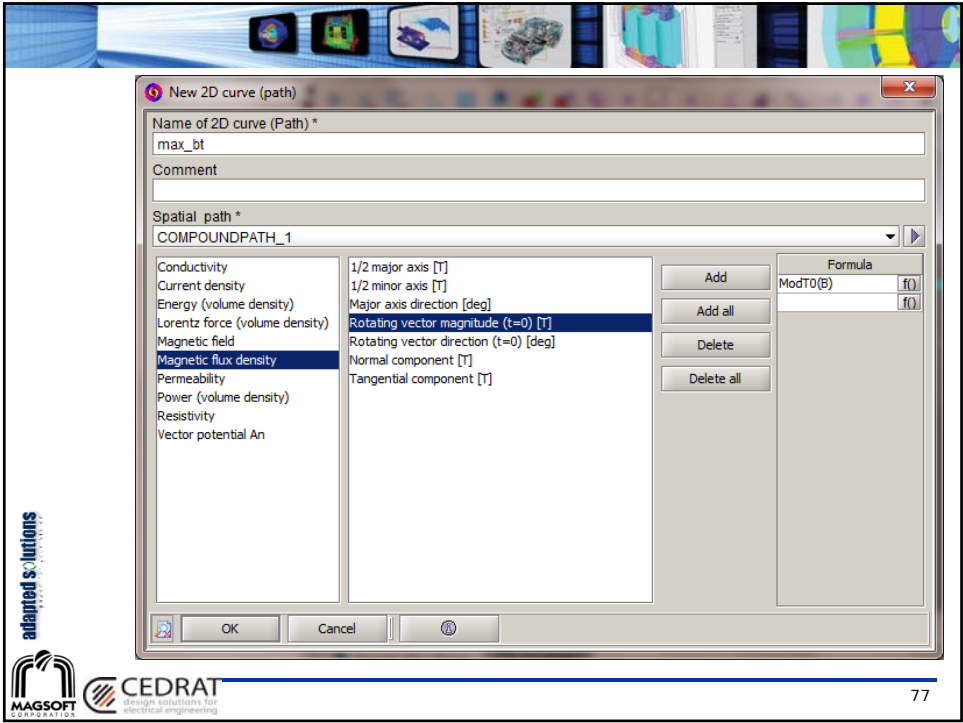 New 2D curve (path)
x
Name of 2D curve (Path) *
max_bt
Comment
Spatial path *
COMPOUNDPATH_1
Conductivity
Current density
Energy (volume density)
Lorentz force (volume density)
Magnetic field
Magnetic flux density
Permeability
Power (volume density)
Resistivity
Vector potential An
1/2 major axis [T]
1/2 minor axis [T]
Major axis direction [deg]
Rotating vector magnitude (t=0) [T]
Rotating vector direction (t=0) [deg]
Normal component [T]
Tangential component [T]
Add
Add all
Delete
Delete all
Formula
ModT0(B) f()
f()
OK Cancel
adapted solutions
MAGSOFT
CORPORATION
CEDRAT
design solutions for
electrical engineering
77